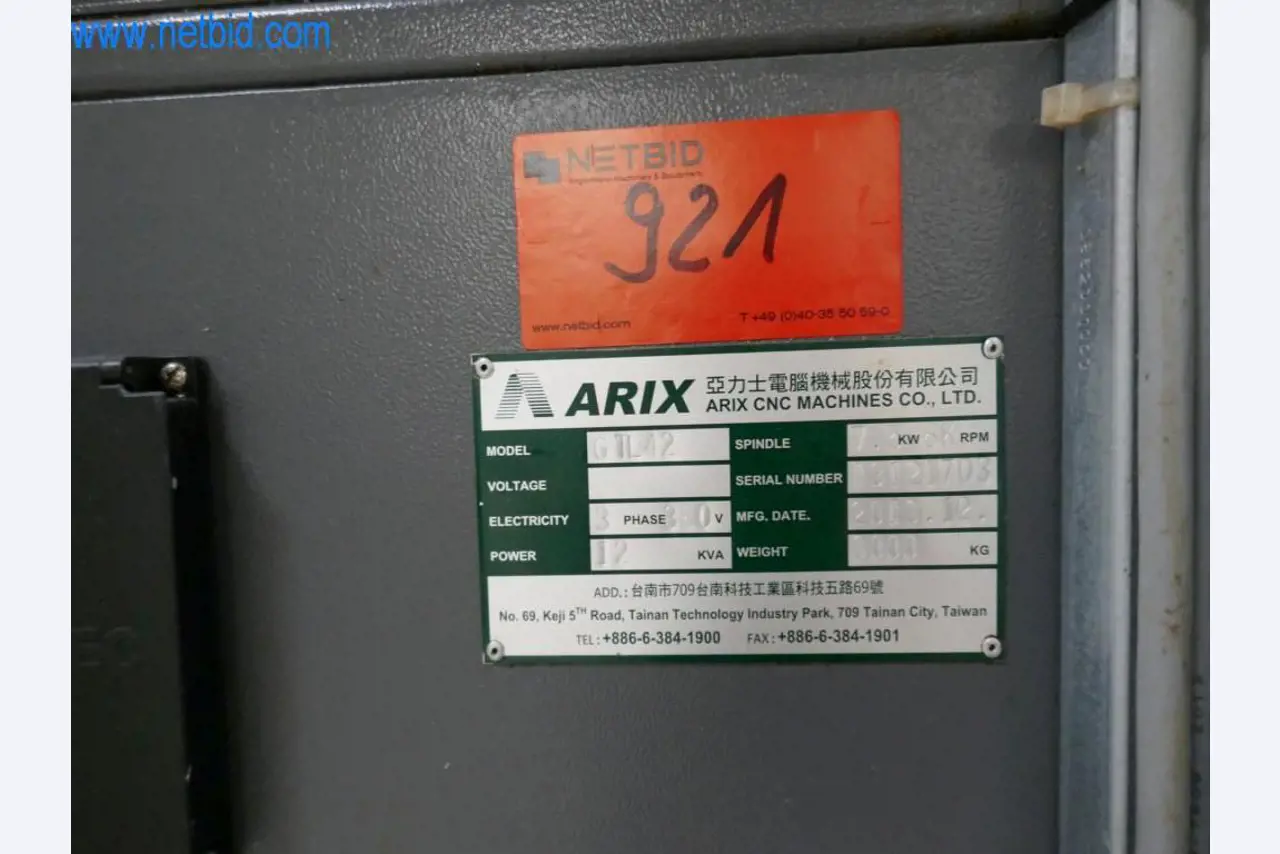 www.netbid.com
NETBID
921
www.netbid.com
T +49 (0)40-35 50 59-0
ARIX 亞力士電腦機械股份有限公司
ARIX CNC MACHINES CO., LTD.
MODEL GTL42 SPINDLE KW RPM
VOLTAGE SERIAL NUMBER
ELECTRICITY 3 PHASE V MFG. DATE.
POWER 12 KVA WEIGHT KG
ADD.: 台南市709台南科技工業區科技五路69號
No. 69, Keji 5TH Road, Tainan Technology Industry Park, 709 Tainan City, Taiwan
TEL: +886-6-384-1900 FAX: +886-6-384-1901